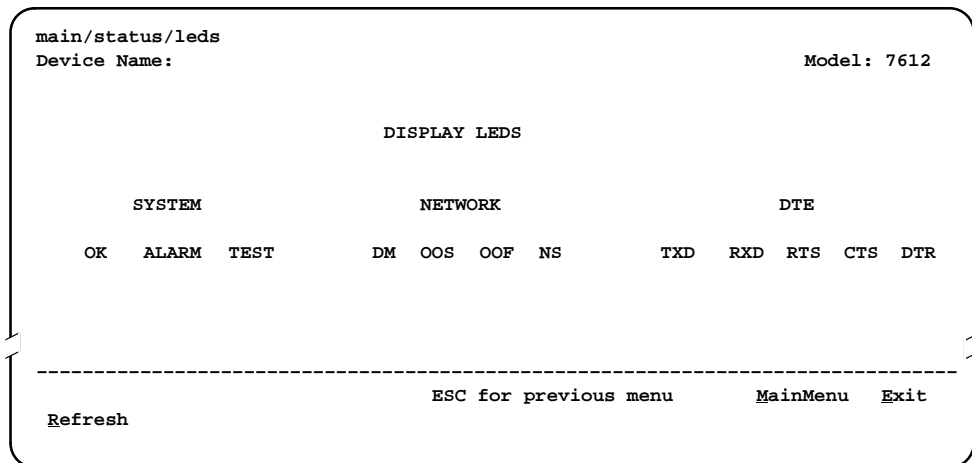 main/status/leds
Device Name: Model: 7612
DISPLAY LEDS
SYSTEM NETWORK DTE
OK ALARM TEST DM OOS OOF NS TXD RXD RTS CTS DTR
--------------------------------------------------------------------------------
ESC for previous menu MainMenu Exit
Refresh